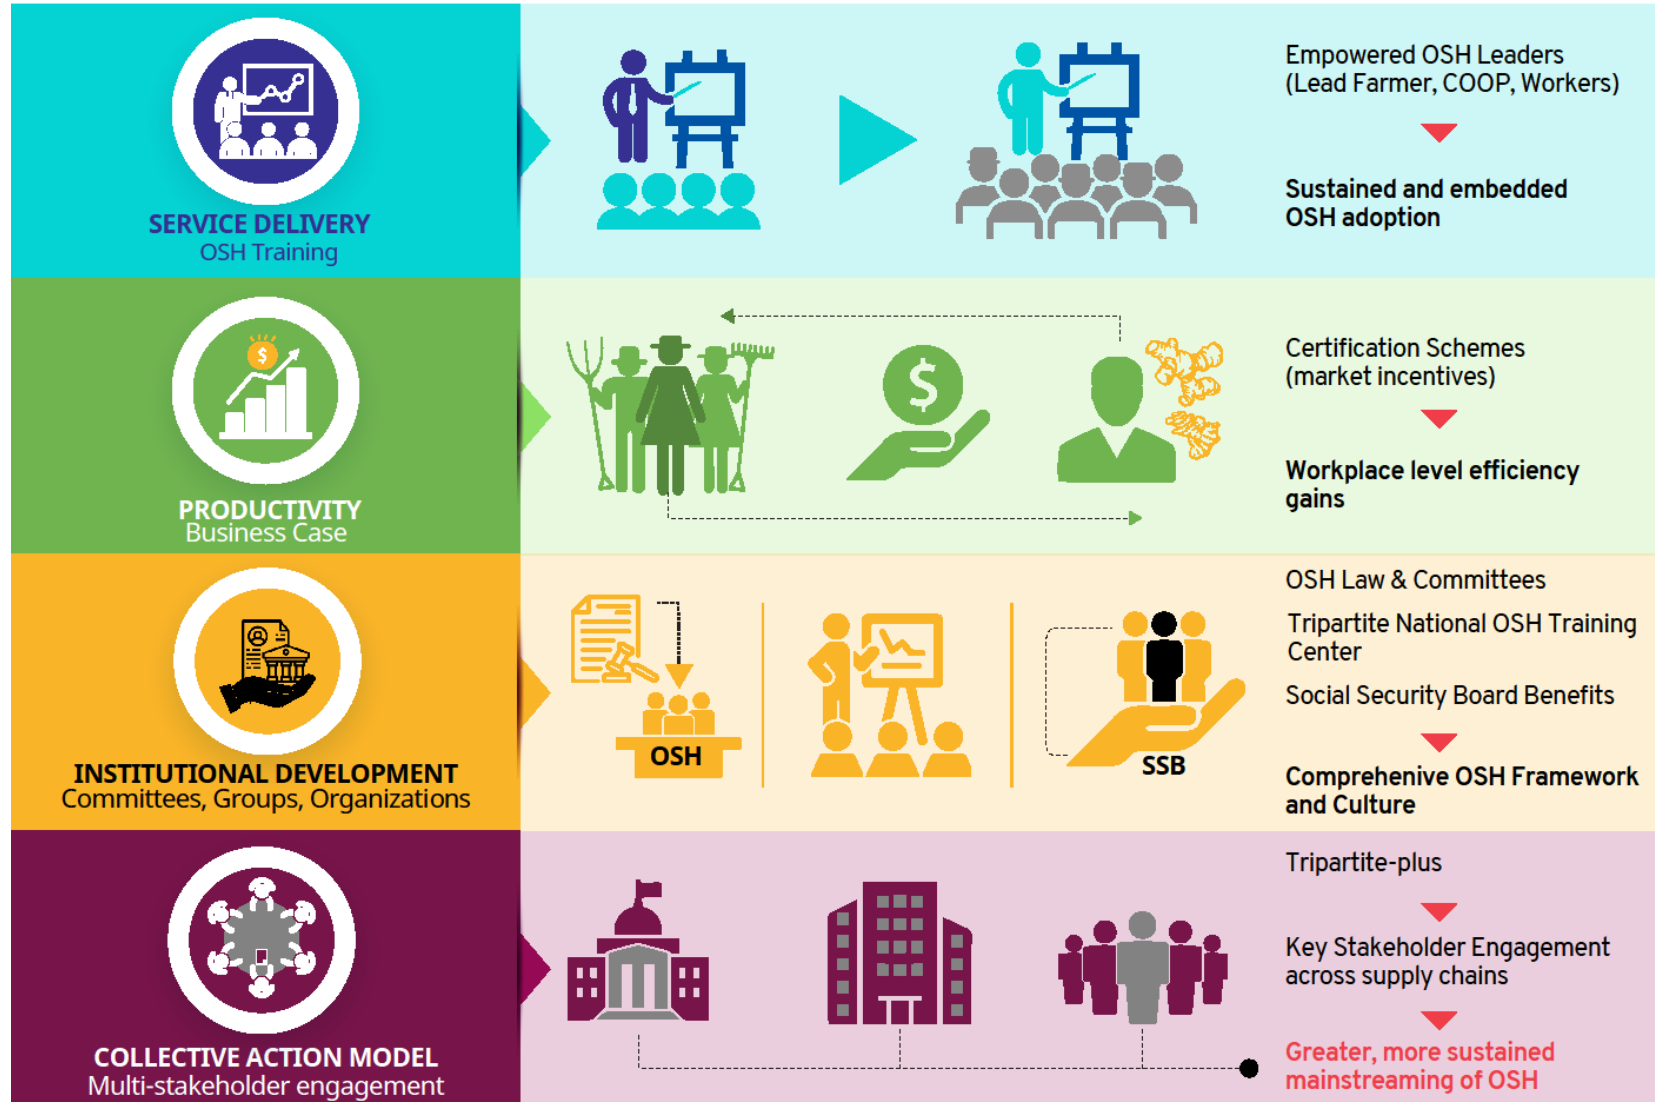 SERVICE DELIVERY
OSH Training
Empowered OSH Leaders
(Lead Farmer, COOP, Workers)
Sustained and embedded
OSH adoption
$
PRODUCTIVITY
Business Case
$
Certification Schemes
(market incentives)
Workplace level efficiency
gains
INSTITUTIONAL DEVELOPMENT
Committees, Groups, Organizations
OSH
SSB
OSH Law & Committees
Tripartite National OSH Training
Center
Social Security Board Benefits
Comprehenive OSH Framework
and Culture
COLLECTIVE ACTION MODEL
Multi-stakeholder engagement
Tripartite-plus
Key Stakeholder Engagement
across supply chains
Greater, more sustained
mainstreaming of OSH